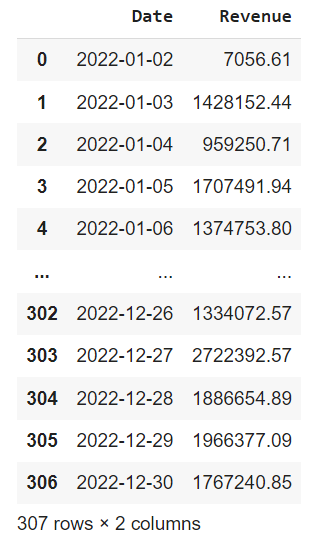 Date Revenue
0 2022-01-02 7056.61
1 2022-01-03 1428152.44
2 2022-01-04 959250.71
3 2022-01-05 1707491.94
4 2022-01-06 1374753.80
... ... ...
302 2022-12-26 1334072.57
303 2022-12-27 2722392.57
304 2022-12-28 1886654.89
305 2022-12-29 1966377.09
306 2022-12-30 1767240.85
307 rows × 2 columns